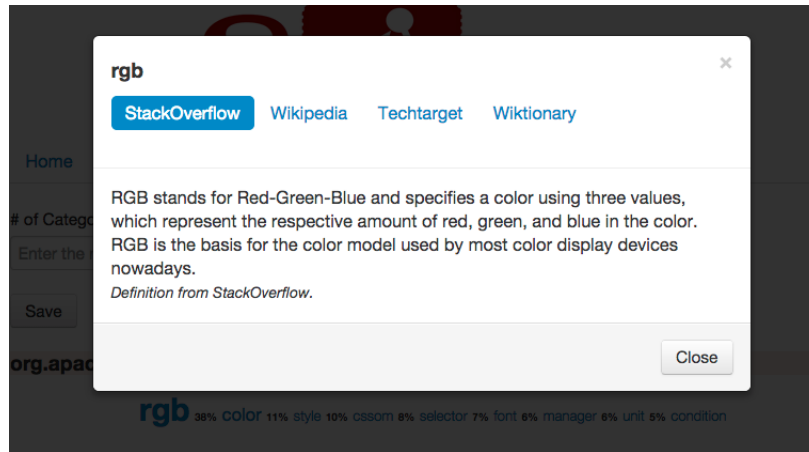 rgb
×
StackOverflow Wikipedia Techtarget Wiktionary
Home
RGB stands for Red-Green-Blue and specifies a color using three values,
which represent the respective amount of red, green, and blue in the color.
RGB is the basis for the color model used by most color display devices
nowadays.
Definition from StackOverflow.
# of Catego
Enter the
Save
Close
org.apac
rgb 36% color 11% style 10% cssom 8% selector 7% font 6% manager 6% unit 5% condition